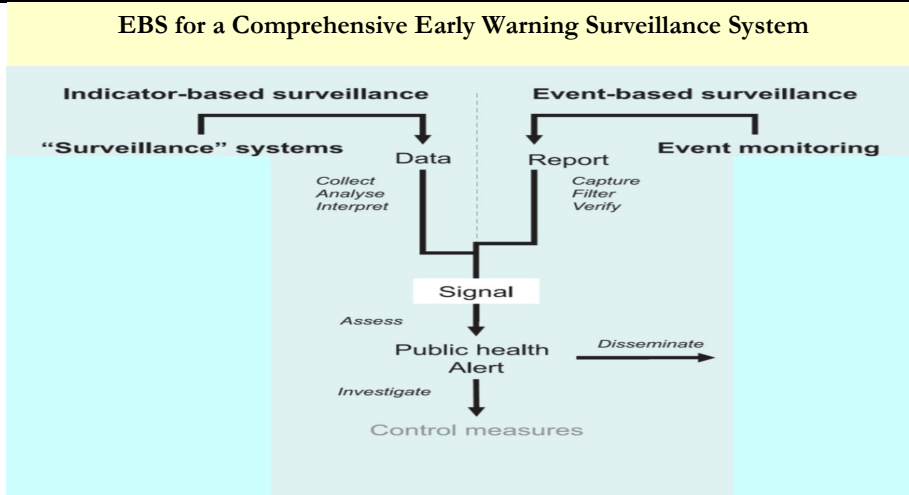 EBS for a Comprehensive Early Warning Surveillance System
Indicator-based surveillance
Event-based surveillance
“Surveillance” systems
Data
Report
Event monitoring
Collect
Analyse
Interpret
Capture
Filter
Verify
Signal
Assess
Public health
Alert
Disseminate
Investigate
Control measures